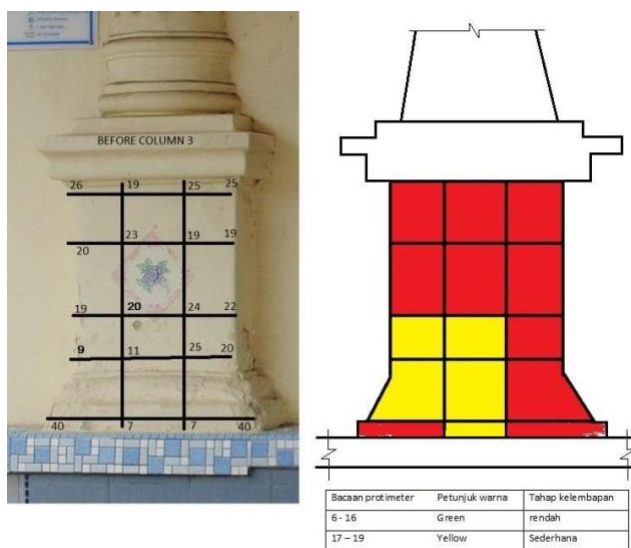 BEFORE COLUMN 3
26 19 25 25
23 19 19
20
19 20 24 22
9 11 25 20
40 7 7 40
Bacaan protimeter Petunjuk warna Tahap kelembapan
6 - 16 Green rendah
17 – 19 Yellow Sederhana